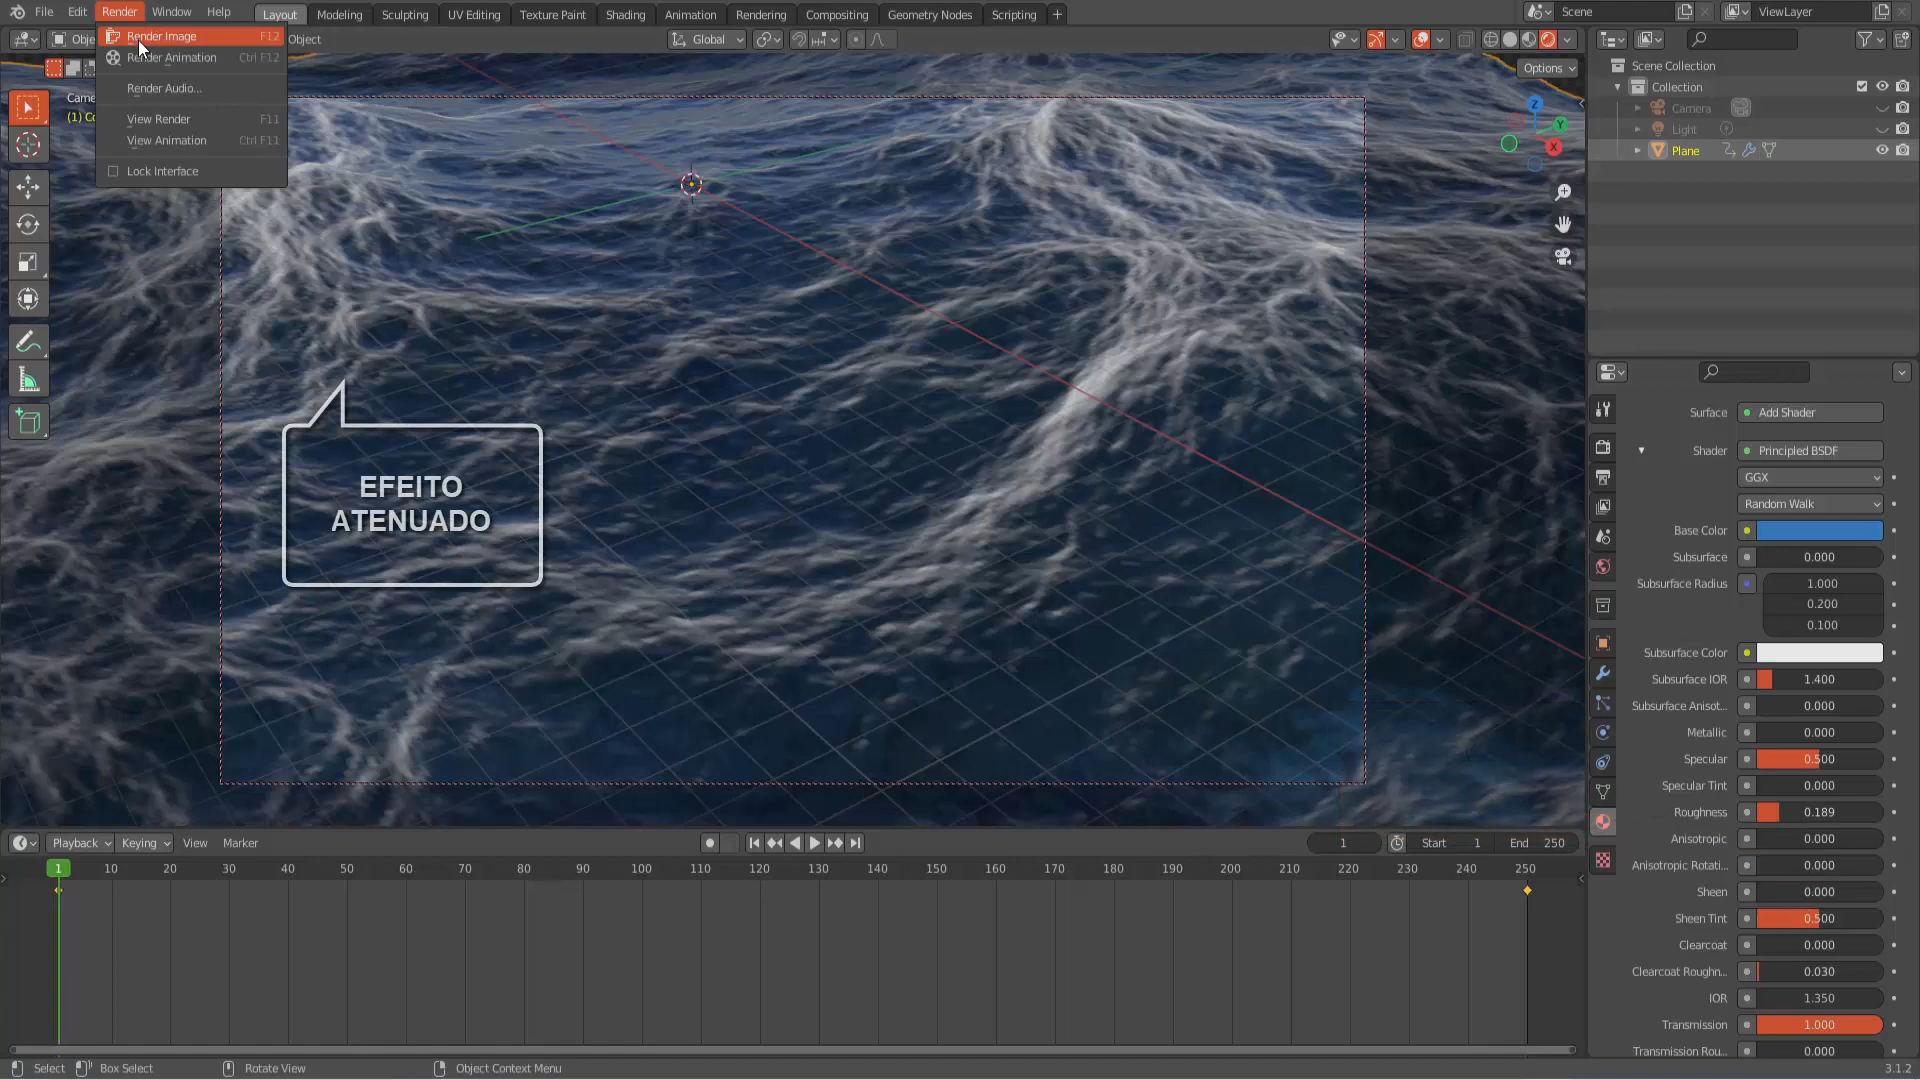 File Edit Render Window Help Layout Modeling Sculpting UV Editing Texture Paint Shading Animation Rendering Compositing Geometry Nodes Scripting + Scene ViewLayer
Render Image F12
Render Animation Ctrl F12
Render Audio...
View Render F11
View Animation Ctrl F11
Lock Interface
Object
Global
Options
(1)
Z
Y
X
EFEITO
ATENUADO
Scene Collection
Collection
Camera
Light
Plane
Surface Add Shader
Shader Principled BSDF
GGX
Random Walk
Base Color
Subsurface 0.000
Subsurface Radius 1.000
0.200
0.100
Subsurface Color
Subsurface IOR 1.400
Subsurface Anisot... 0.000
Metallic 0.000
Specular 0.500
Specular Tint 0.000
Roughness 0.189
Anisotropic 0.000
Anisotropic Rotati... 0.000
Sheen 0.000
Sheen Tint 0.500
Clearcoat 0.000
Clearcoat Roughn... 0.030
IOR 1.350
Transmission 1.000
Transmission Rou... 0.000
Playback Keying View Marker 1 Start 1 End 250
1 10 20 30 40 50 60 70 80 90 100 110 120 130 140 150 160 170 180 190 200 210 220 230 240 250
Select Box Select Rotate View Object Context Menu 3.1.2